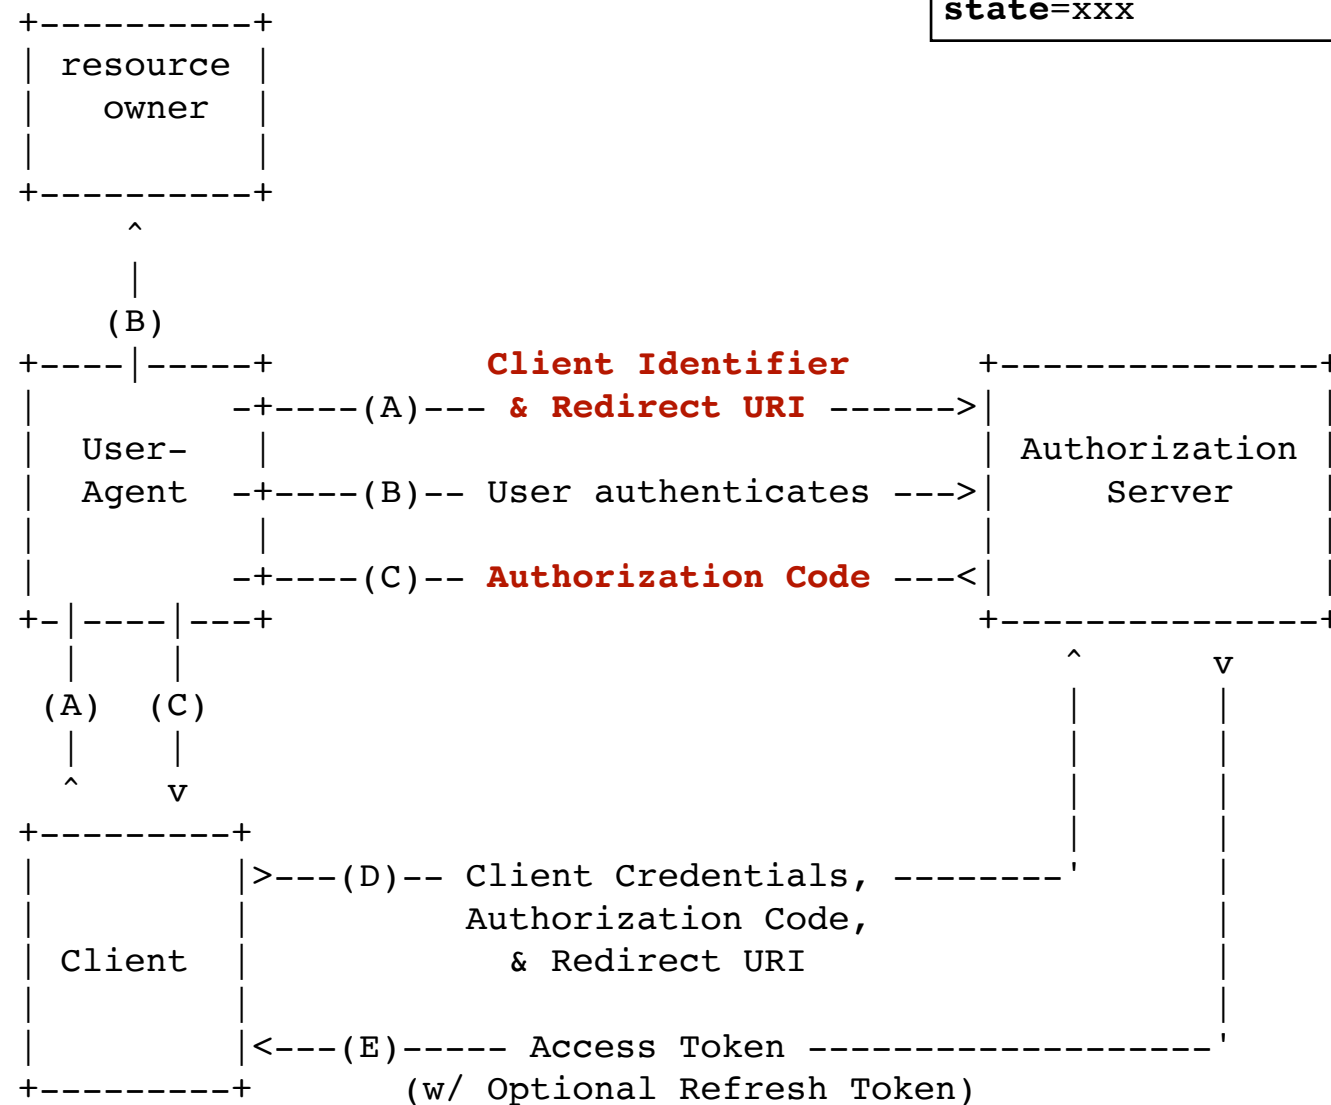 state=xxx
+----------+
| resource |
|   owner  |
|          |
+----------+
     ^
     |
    (B)
+----|-----+          Client Identifier      +---------------+
|         -+----(A)--- & Redirect URI ------>|               |
|  User-   |                                 | Authorization |
|  Agent  -+----(B)-- User authenticates --->|     Server    |
|          |                                 |               |
|         -+----(C)-- Authorization Code ---<|               |
+-|----|---+                                 +---------------+
  |    |                                         ^      v
 (A)  (C)                                        |      |
  |    |                                         |      |
  ^    v                                         |      |
+---------+                                      |      |
|         |>---(D)-- Client Credentials, --------'      |
|         |          Authorization Code,                |
| Client  |            & Redirect URI                   |
|         |                                             |
|         |<---(E)----- Access Token -------------------'
+---------+       (w/ Optional Refresh Token)